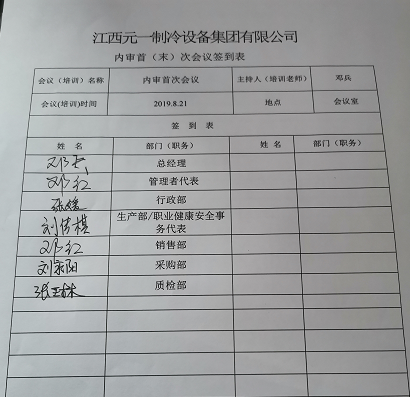 江西元一制冷设备集团有限公司
内审首（末）次会议签到表
会议（培训）名称 内审首次会议 主持人（培训老师） 邓兵
会议(培训)时间 2019.8.21 地点 会议室
签 到 表
姓 名 部门（职务） 姓 名 部门（职务）
邓兵 总经理
邓红 管理者代表
行政部
生产部/职业健康安全事
刘传棋 务代表
邓红 销售部
刘荣阳 采购部
张玉林 质检部